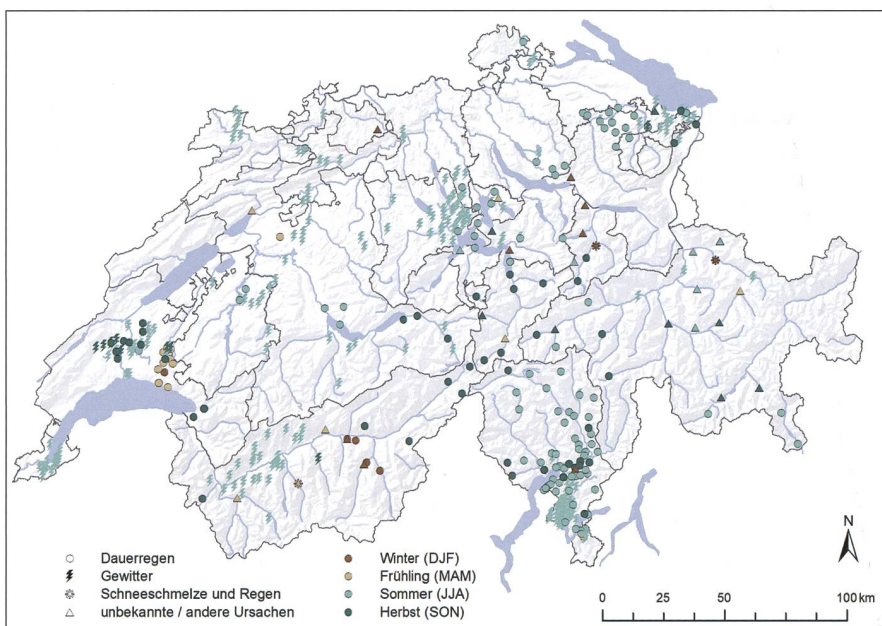 N
Dauerregen
Gewitter
Schneeschmelze und Regen
unbekannte / andere Ursachen
Winter (DJF)
Frühling (MAM)
Sommer (JJA)
Herbst (SON)
0 25 50 100 km